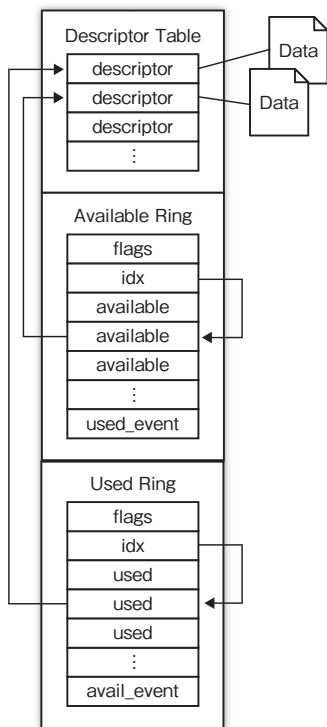 Descriptor Table
descriptor
descriptor
descriptor
⋮
Data
Data
Available Ring
flags
idx
available
available
available
⋮
used_event
Used Ring
flags
idx
used
used
used
⋮
avail_event